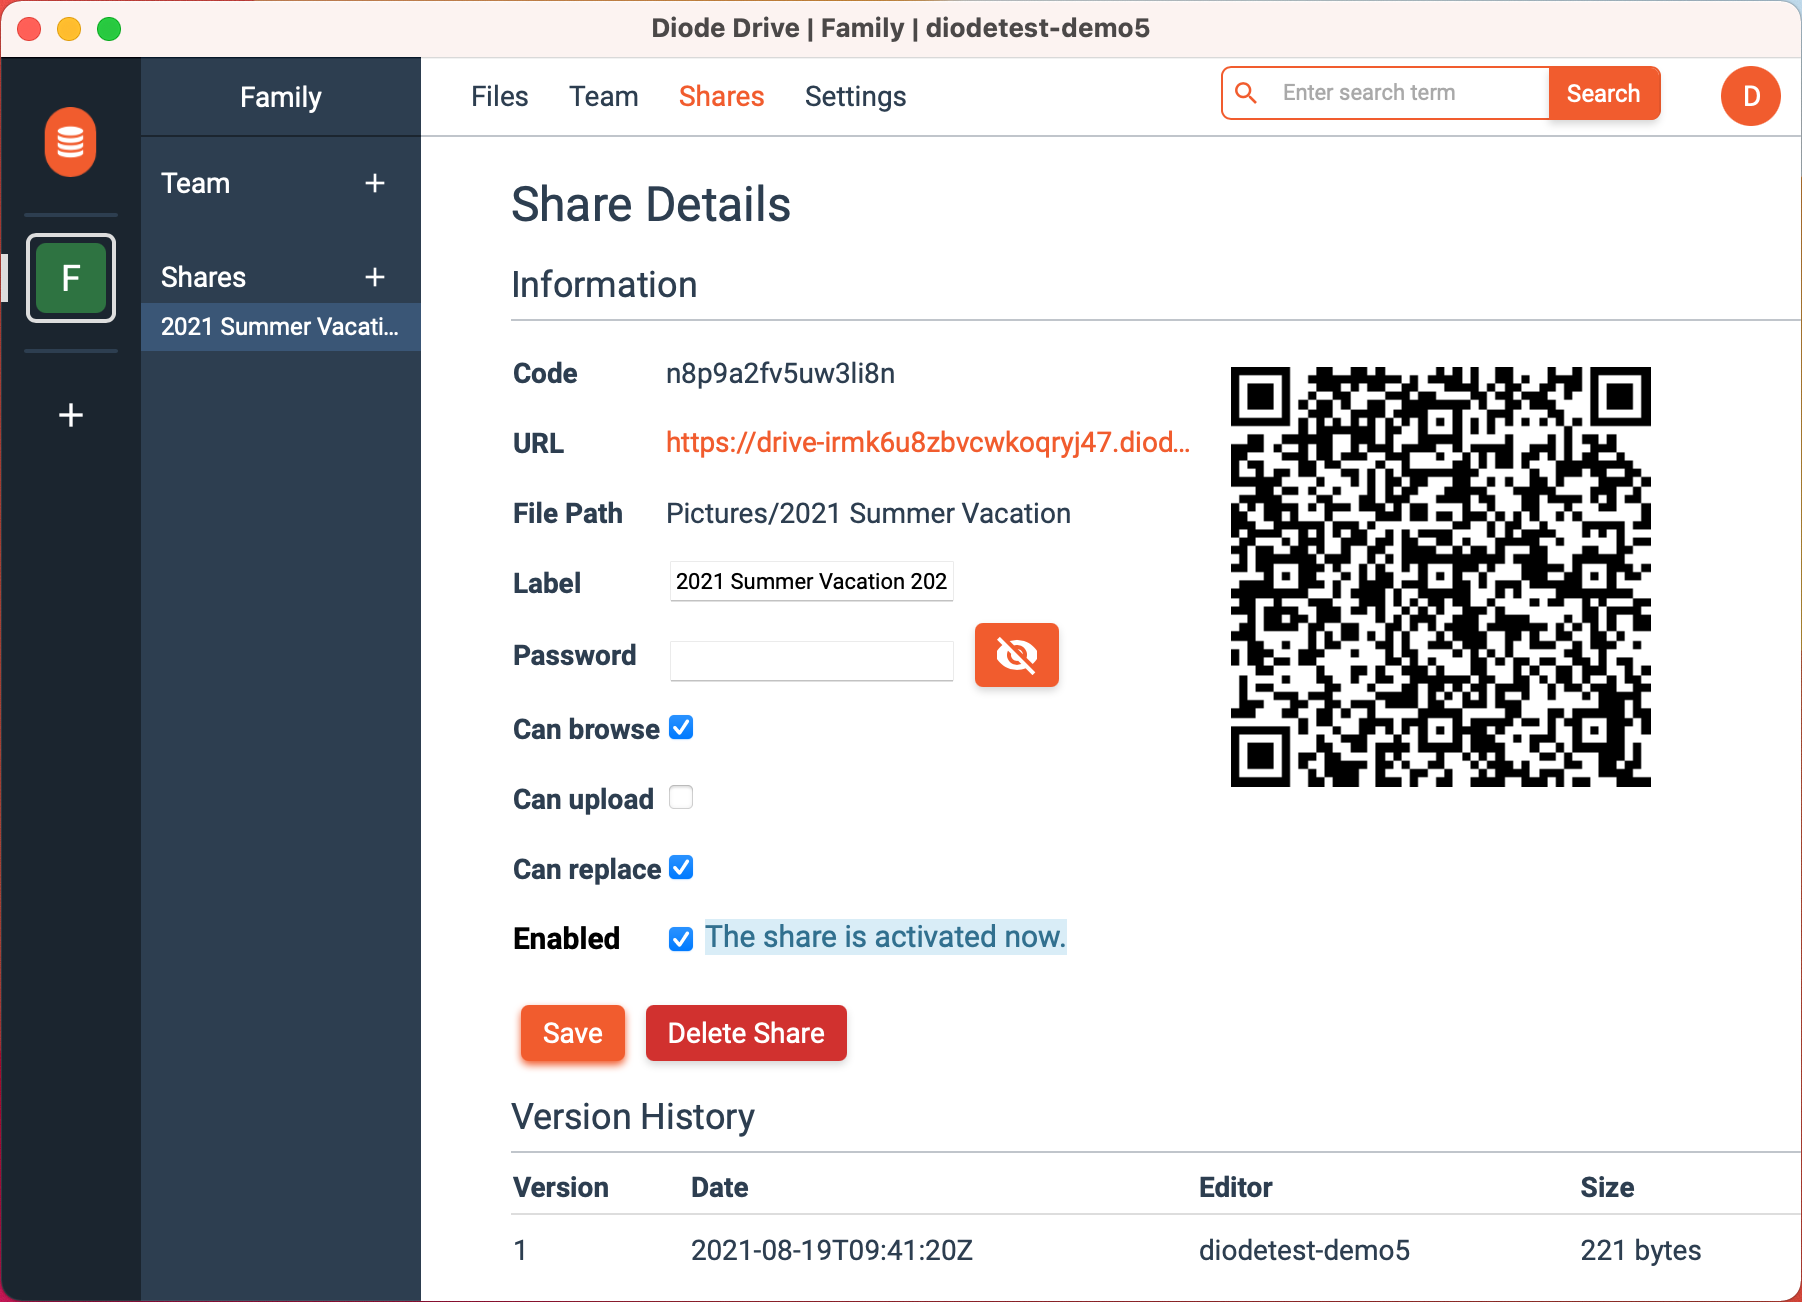 Diode Drive | Family | diodetest-demo5
Family
Files Team Shares Settings
Enter search term Search
D
Team +
Shares +
2021 Summer Vacati...
F
+
Share Details
Information
Code n8p9a2fv5uw3li8n
URL https://drive-irmk6u8zbvcwkoqryj47.diod...
File Path Pictures/2021 Summer Vacation
Label 2021 Summer Vacation 202
Password
Can browse
Can upload
Can replace
Enabled The share is activated now.
Save Delete Share
Version History
Version Date Editor Size
1 2021-08-19T09:41:20Z diodetest-demo5 221 bytes